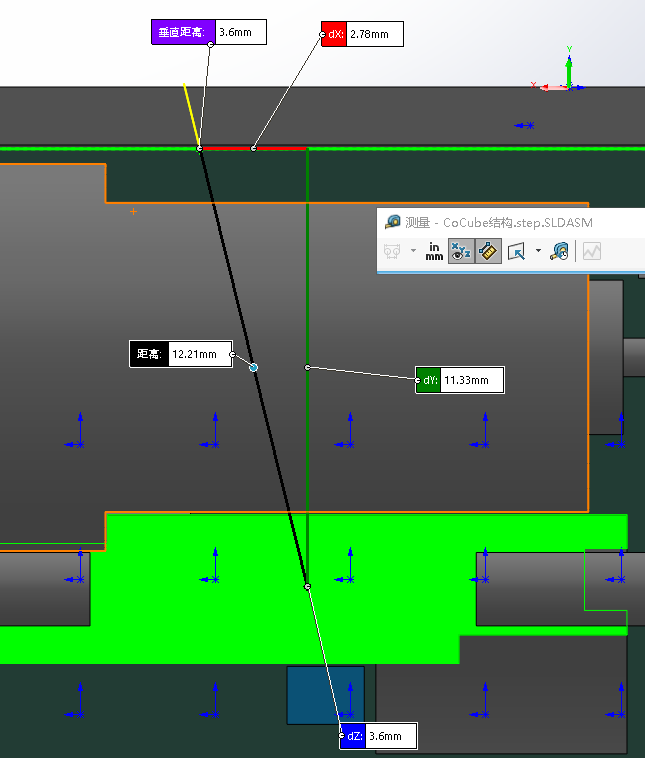 垂直距离: 3.6mm
dX: 2.78mm
Y
X
测量 - CoCube结构.step.SLDASM
in
mm
xyz
距离: 12.21mm
dY: 11.33mm
dZ: 3.6mm